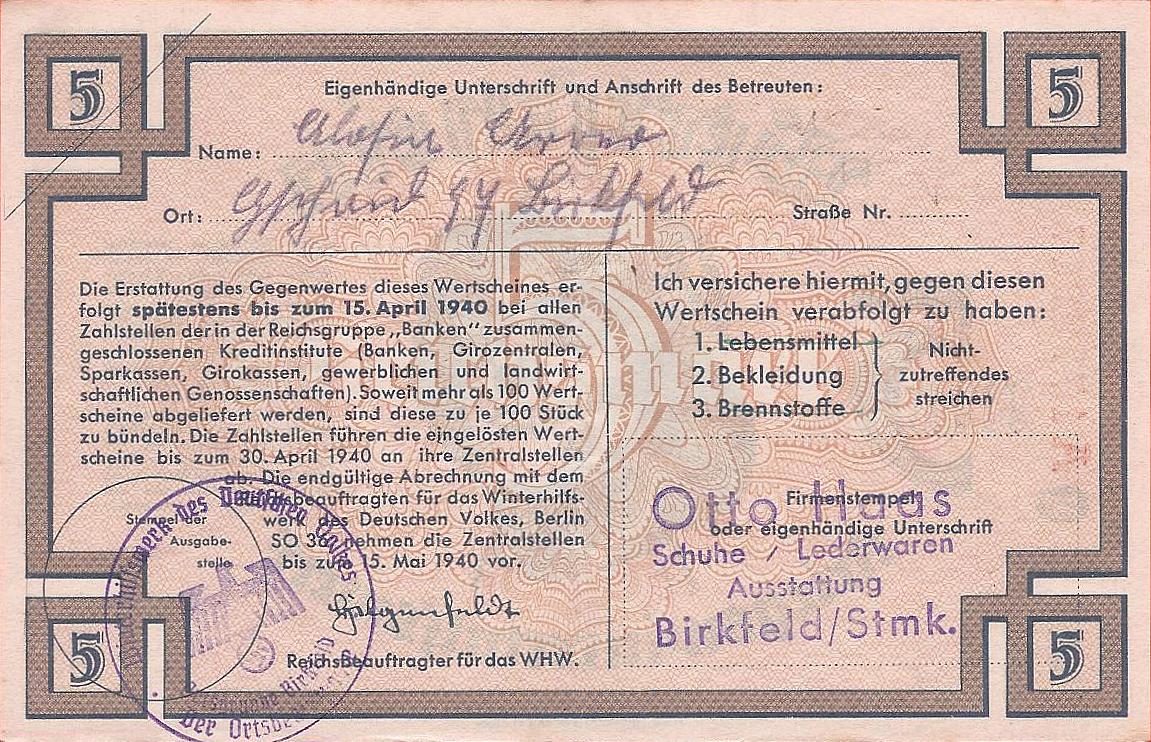 5
5
Eigenhändige Unterschrift und Anschrift des Betreuten:
Name:
Ort: Straße Nr.
Die Erstattung des Gegenwertes dieses Wertscheines er-
folgt spätestens bis zum 15. April 1940 bei allen
Zahlstellen der in der Reichsgruppe „Banken" zusammen-
geschlossenen Kreditinstitute (Banken, Girozentralen,
Sparkassen, Girokassen, gewerblichen und landwirt-
schaftlichen Genossenschaften). Soweit mehr als 100 Wert-
scheine abgeliefert werden, sind diese zu je 100 Stück
zu bündeln. Die Zahlstellen führen die eingelösten Wert-
scheine bis zum 30. April 1940 an ihre Zentralstellen
ab. Die endgültige Abrechnung mit dem
Reichsbeauftragten für das Winterhilfs-
werk des Deutschen Volkes, Berlin
SO 36, nehmen die Zentralstellen
bis zum 15. Mai 1940 vor.
Stempel der
Ausgabe-
stelle
Winterhilfswerk des Deutschen Volkes
Der
Hilgenfeldt
Reichsbeauftragter für das WHW.
Ich versichere hiermit, gegen diesen
Wertschein verabfolgt zu haben:
1. Lebensmittel
2. Bekleidung
3. Brennstoffe
Nicht-
zutreffendes
streichen
Firmenstempel
oder eigenhändige Unterschrift
Otto Haas
Schuhe / Lederwaren
Ausstattung
Birkfeld/Stmk.
5
5